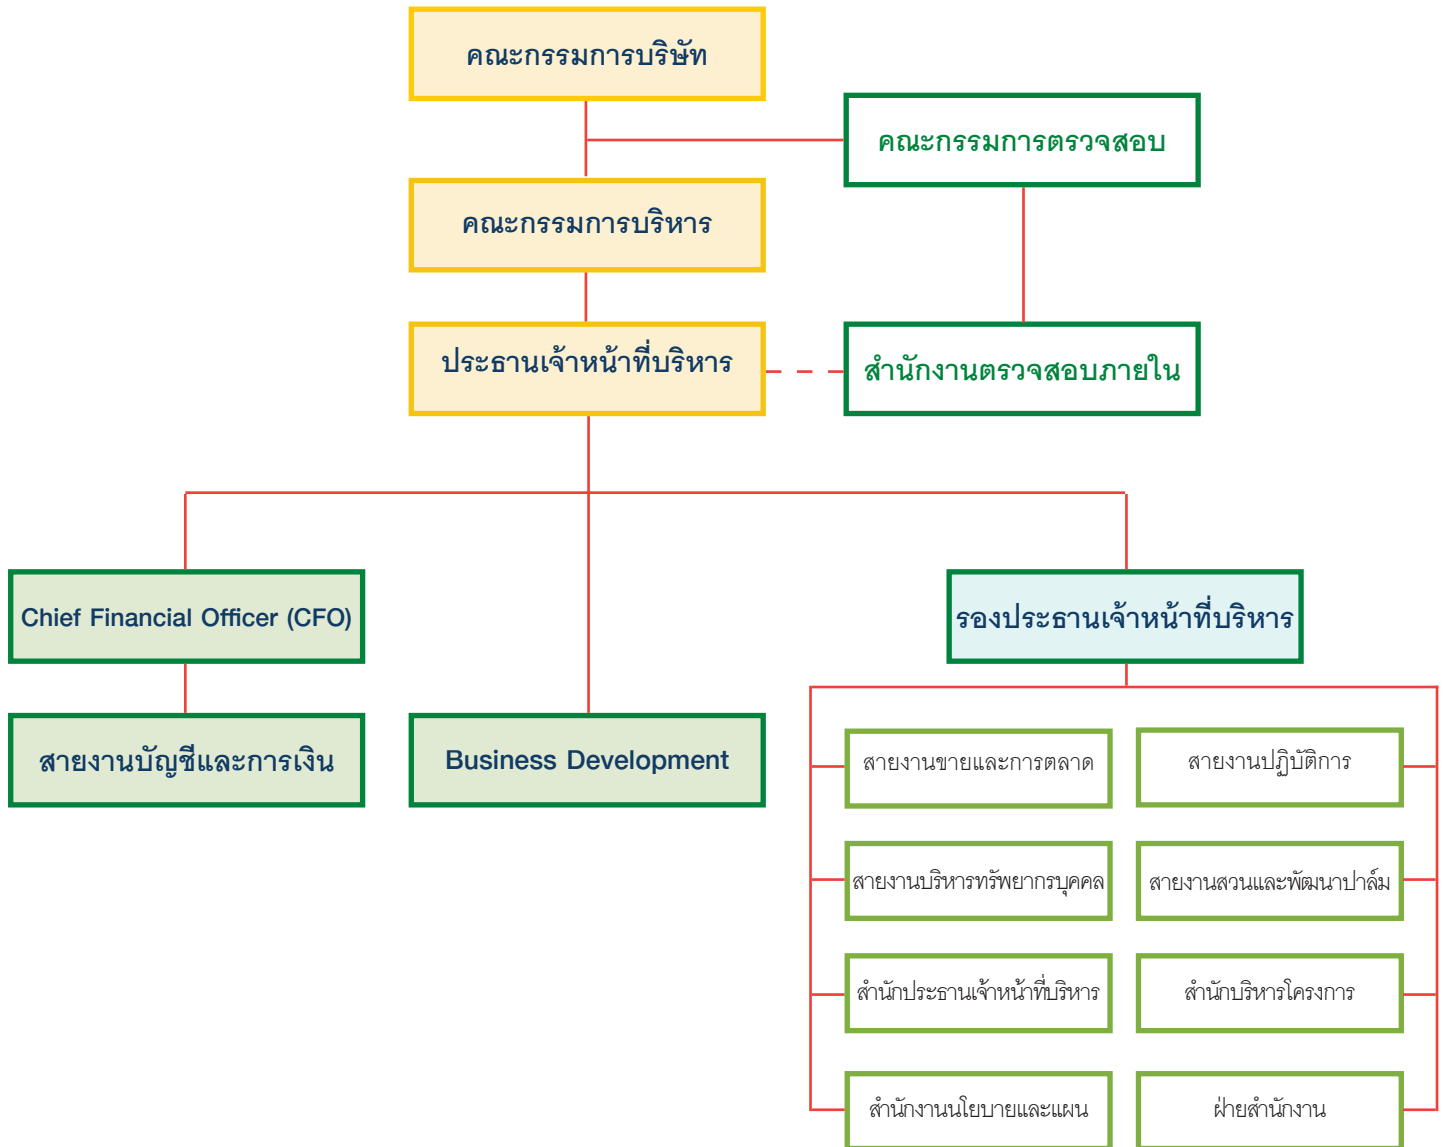 คณะกรรมการบริษัท
คณะกรรมการตรวจสอบ
คณะกรรมการบริหาร
ประธานเจ้าหน้าที่บริหาร
สำนักงานตรวจสอบภายใน
Chief Financial Officer (CFO)
รองประธานเจ้าหน้าที่บริหาร
สายงานบัญชีและการเงิน
Business Development
สายงานขายและการตลาด
สายงานปฏิบัติการ
สายงานบริหารทรัพยากรบุคคล
สายงานสวนและพัฒนาปาล์ม
สำนักประธานเจ้าหน้าที่บริหาร
สำนักบริหารโครงการ
สำนักงานนโยบายและแผน
ฝ่ายสำนักงาน